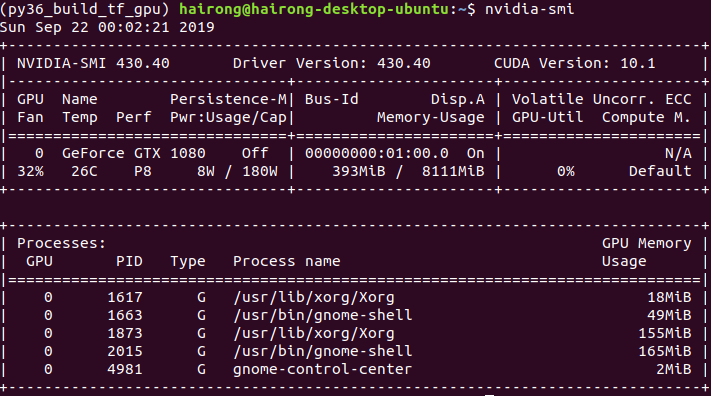 (py36_build_tf_gpu) hairong@hairong-desktop-ubuntu:~$ nvidia-smi
Sun Sep 22 00:02:21 2019
+-----------------------------------------------------------------------------+
| NVIDIA-SMI 430.40       Driver Version: 430.40       CUDA Version: 10.1     |
|-------------------------------+----------------------+----------------------+
| GPU  Name        Persistence-M| Bus-Id        Disp.A | Volatile Uncorr. ECC |
| Fan  Temp  Perf  Pwr:Usage/Cap|         Memory-Usage | GPU-Util  Compute M. |
|===============================+======================+======================|
|   0  GeForce GTX 1080    Off  | 00000000:01:00.0  On |                  N/A |
| 32%   26C    P8     8W / 180W |    393MiB /  8111MiB |      0%      Default |
+-------------------------------+----------------------+----------------------+
+-----------------------------------------------------------------------------+
| Processes:                                                       GPU Memory |
|  GPU       PID   Type   Process name                             Usage      |
|=============================================================================|
|    0      1617      G   /usr/lib/xorg/Xorg                            18MiB |
|    0      1663      G   /usr/bin/gnome-shell                          49MiB |
|    0      1873      G   /usr/lib/xorg/Xorg                           155MiB |
|    0      2015      G   /usr/bin/gnome-shell                         165MiB |
|    0      4981      G   gnome-control-center                           2MiB |
+-----------------------------------------------------------------------------+